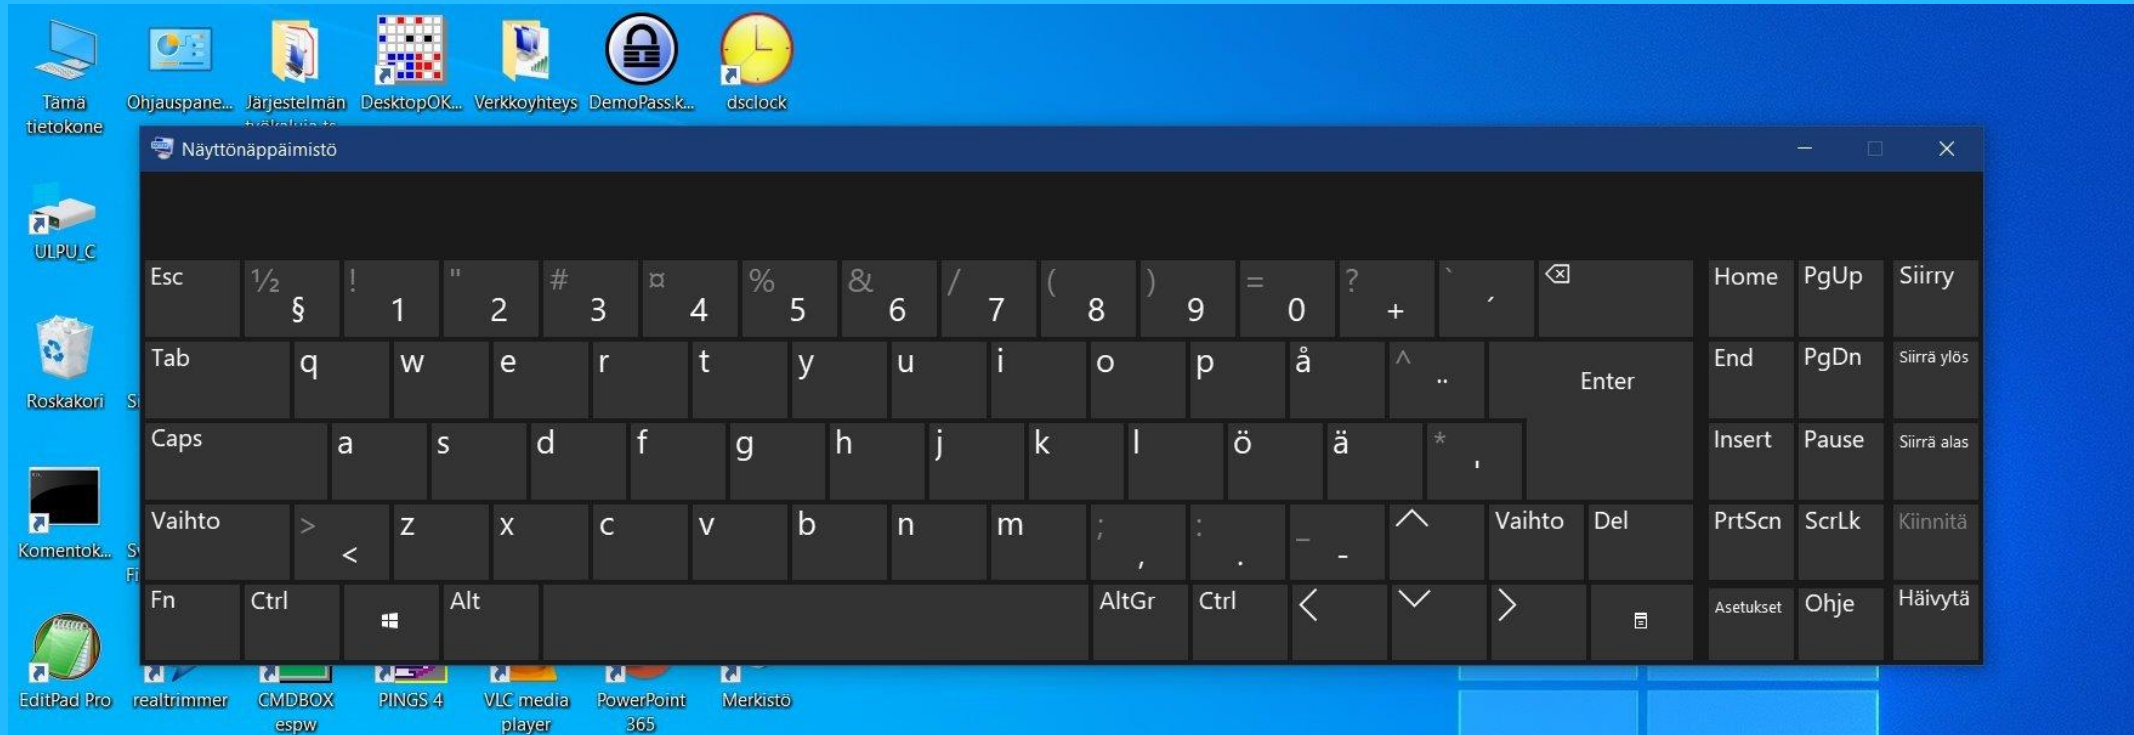 Tämä
tietokone
Ohjauspane...
Järjestelmän
DesktopOK...
Verkkoyhteys
DemoPass.k...
dsclock
Näyttönäppäimistö
ULPU_C
Roskakori
Komentok...
EditPad Pro
Esc ½ § ! 1 " 2 # 3 ¤ 4 % 5 & 6 / 7 ( 8 ) 9 = 0 ? + ` ´ Home PgUp Siirry
Tab q w e r t y u i o p å ^ ¨ Enter End PgDn Siirrä ylös
Caps a s d f g h j k l ö ä * ' Insert Pause Siirrä alas
Vaihto > < z x c v b n m ; , : . _ - Vaihto Del PrtScn ScrLk Kiinnitä
Fn Ctrl Alt AltGr Ctrl Asetukset Ohje Häivytä
realtrimmer
CMDBOX
espw
PINGS 4
VLC media
player
PowerPoint
365
Merkistö